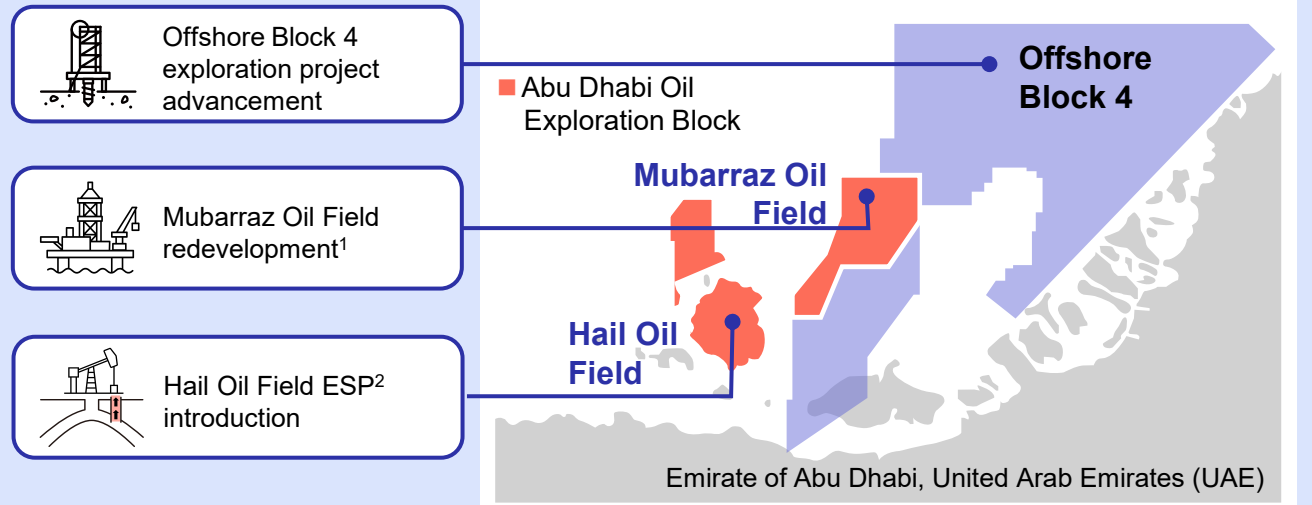 Offshore Block 4
exploration project
advancement
Mubarraz Oil Field
redevelopment¹
Hail Oil Field ESP²
introduction
Abu Dhabi Oil
Exploration Block
Offshore
Block 4
Mubarraz Oil
Field
Hail Oil
Field
Emirate of Abu Dhabi, United Arab Emirates (UAE)